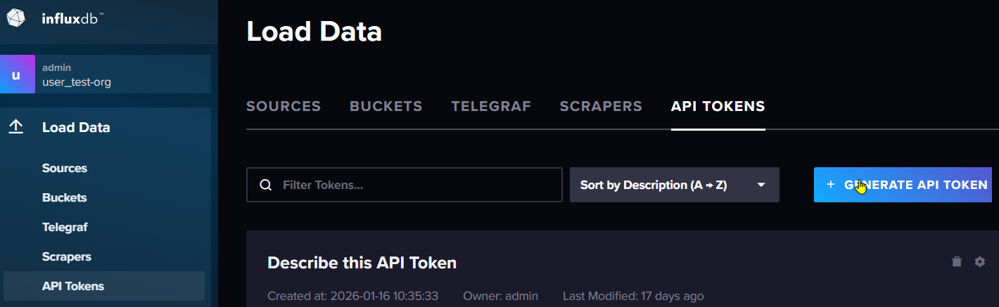 influxdb™
u
admin
user_test-org
Load Data
Sources
Buckets
Telegraf
Scrapers
API Tokens
Load Data
SOURCES BUCKETS TELEGRAF SCRAPERS API TOKENS
Filter Tokens...
Sort by Description (A → Z)
+ GENERATE API TOKEN
Describe this API Token
Created at: 2026-01-16 10:35:33 Owner: admin Last Modified: 17 days ago